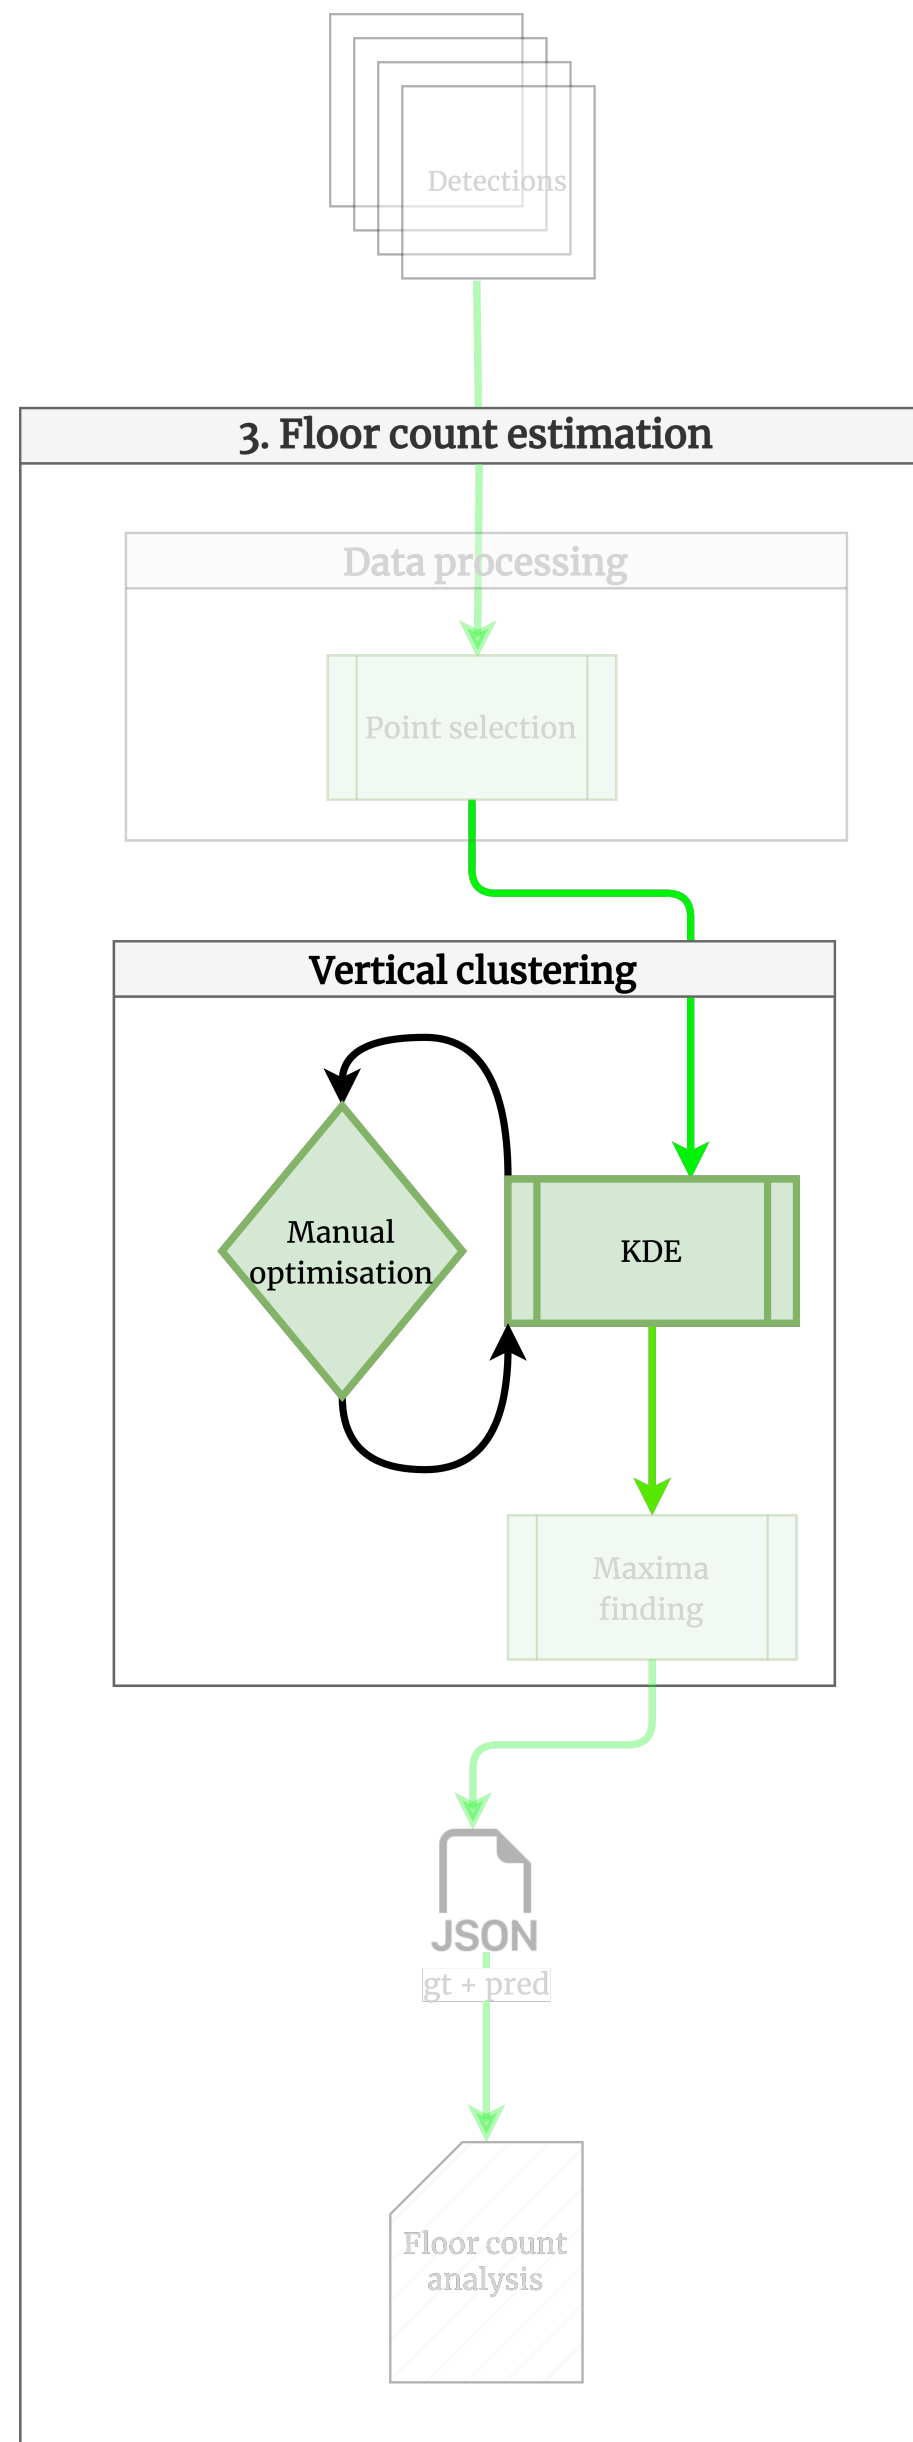 Detections
3. Floor count estimation
Data processing
Point selection
Vertical clustering
Manual
optimisation
KDE
Maxima
finding
JSON
gt + pred
Floor count
analysis